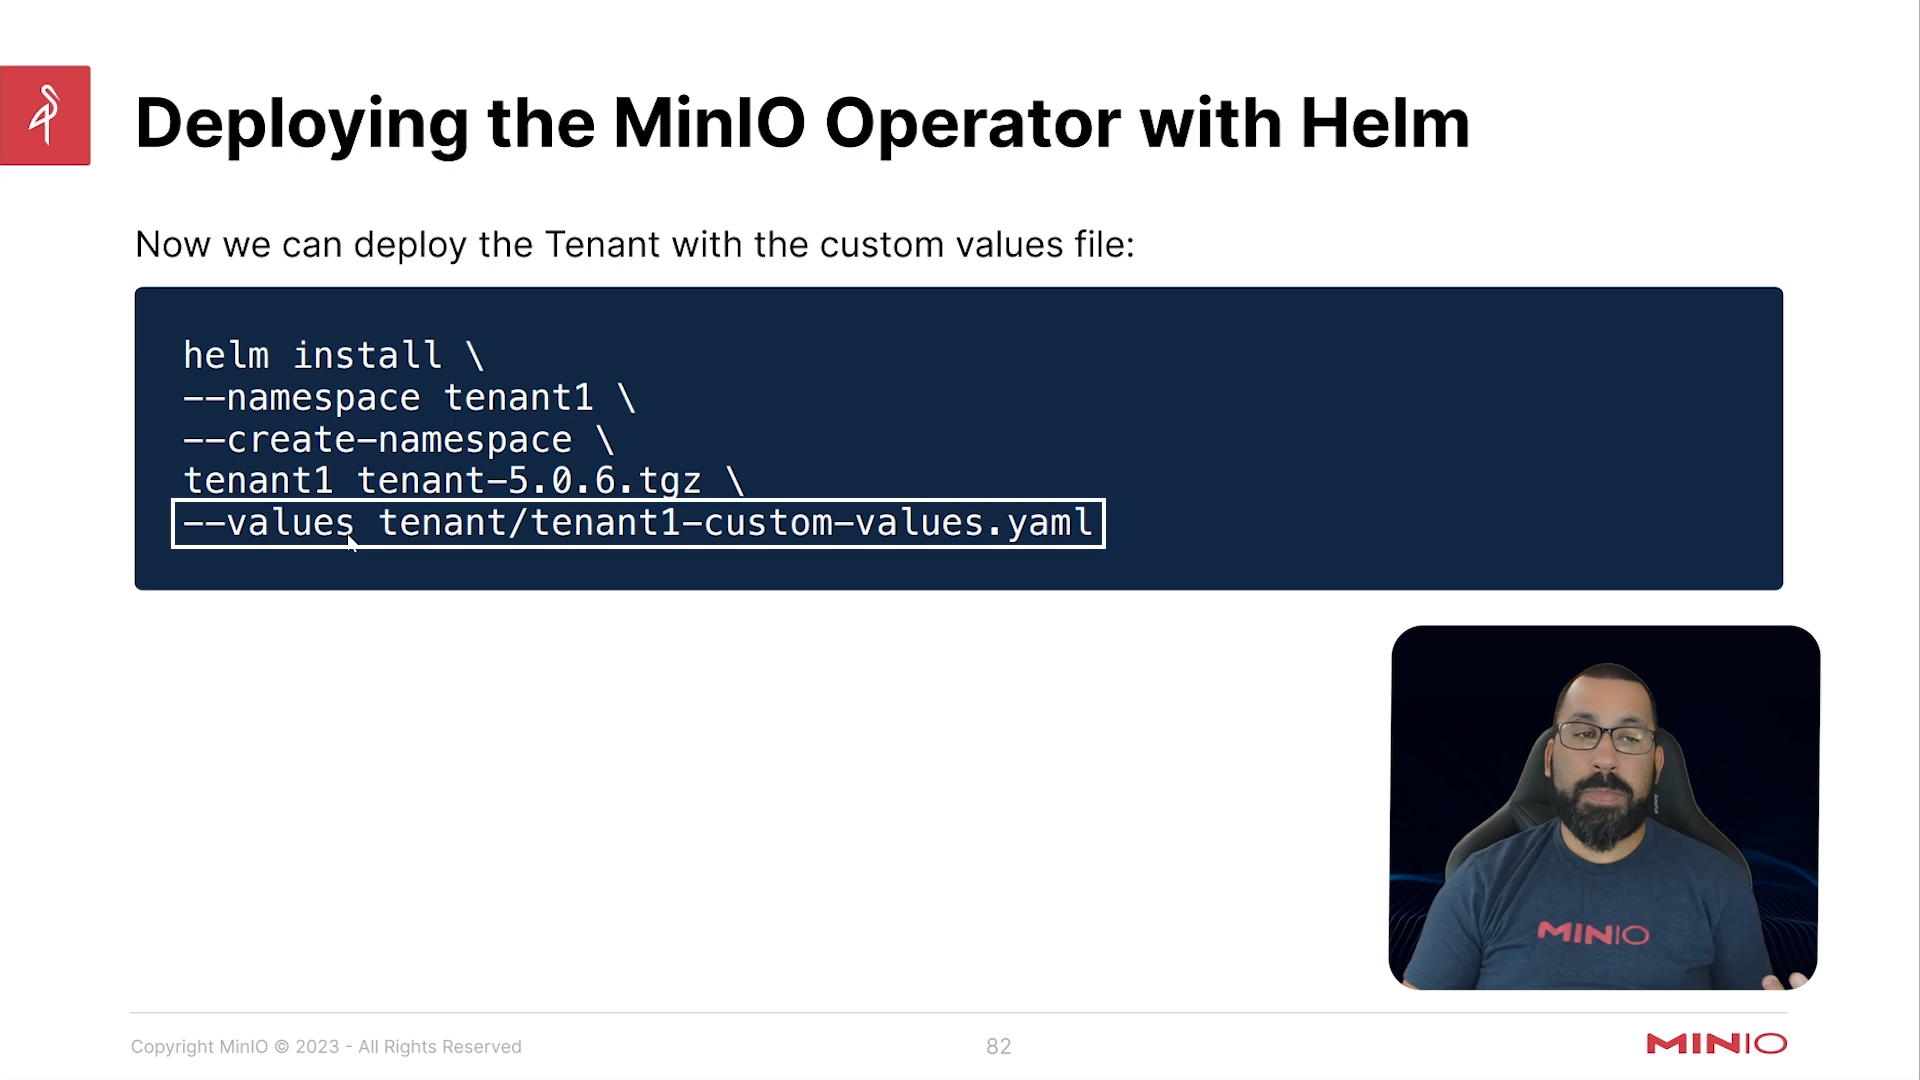 Deploying the MinIO Operator with Helm
Now we can deploy the Tenant with the custom values file:
helm install \
--namespace tenant1 \
--create-namespace \
tenant1 tenant-5.0.6.tgz \
--values tenant/tenant1-custom-values.yaml
MINIO
Copyright MinIO © 2023 - All Rights Reserved
82
MINIO